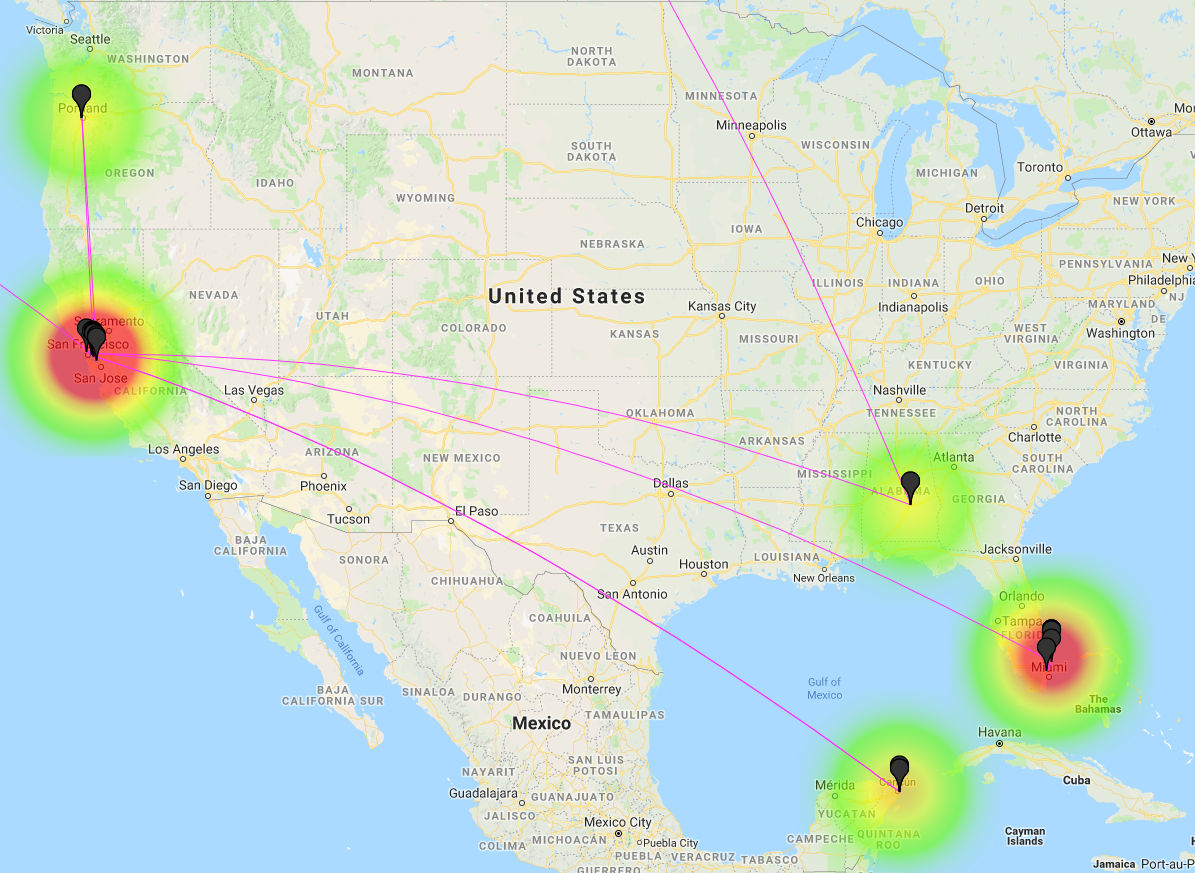 Victoria
Seattle
WASHINGTON
MONTANA
NORTH
DAKOTA
MINNESOTA
Minneapolis
Ottawa
Portland
OREGON
IDAHO
WYOMING
SOUTH
DAKOTA
WISCONSIN
MICHIGAN
Toronto
NEW YORK
Detroit
Chicago
IOWA
NEBRASKA
PENNSYLVANIA
New Y
Philadelphia
ILLINOIS
INDIANA
OHIO
Indianapolis
MARYLAND
NJ
DE
Washington
NEVADA
UTAH
COLORADO
United States
Kansas City
KANSAS
MISSOURI
WEST
VIRGINIA
VIRGINIA
KENTUCKY
Sacramento
San Francisco
San Jose
CALIFORNIA
Las Vegas
Nashville
TENNESSEE
NORTH
CAROLINA
Charlotte
OKLAHOMA
ARKANSAS
Los Angeles
ARIZONA
NEW MEXICO
Atlanta
SOUTH
CAROLINA
MISSISSIPPI
ALABAMA
GEORGIA
San Diego
Phoenix
Dallas
Tucson
El Paso
TEXAS
BAJA
CALIFORNIA
SONORA
CHIHUAHUA
Austin
Houston
LOUISIANA
Jacksonville
New Orleans
San Antonio
Orlando
Tampa
FLORIDA
Miami
COAHUILA
Gulf of California
NUEVO LEON
Monterrey
Gulf of
Mexico
The
Bahamas
BAJA
CALIFORNIA SUR
SINALOA
DURANGO
TAMAULIPAS
Mexico
Havana
Cuba
SAN LUIS
POTOSI
NAYARIT
Guadalajara
GUANAJUATO
JALISCO
Mérida
Cancun
YUCATAN
Mexico City
Puebla City
COLIMA
MICHOACÁN
PUEBLA
VERACRUZ
TABASCO
CAMPECHE
QUINTANA
ROO
GUERRERO
Cayman
Islands
Jamaica
Port-au-P